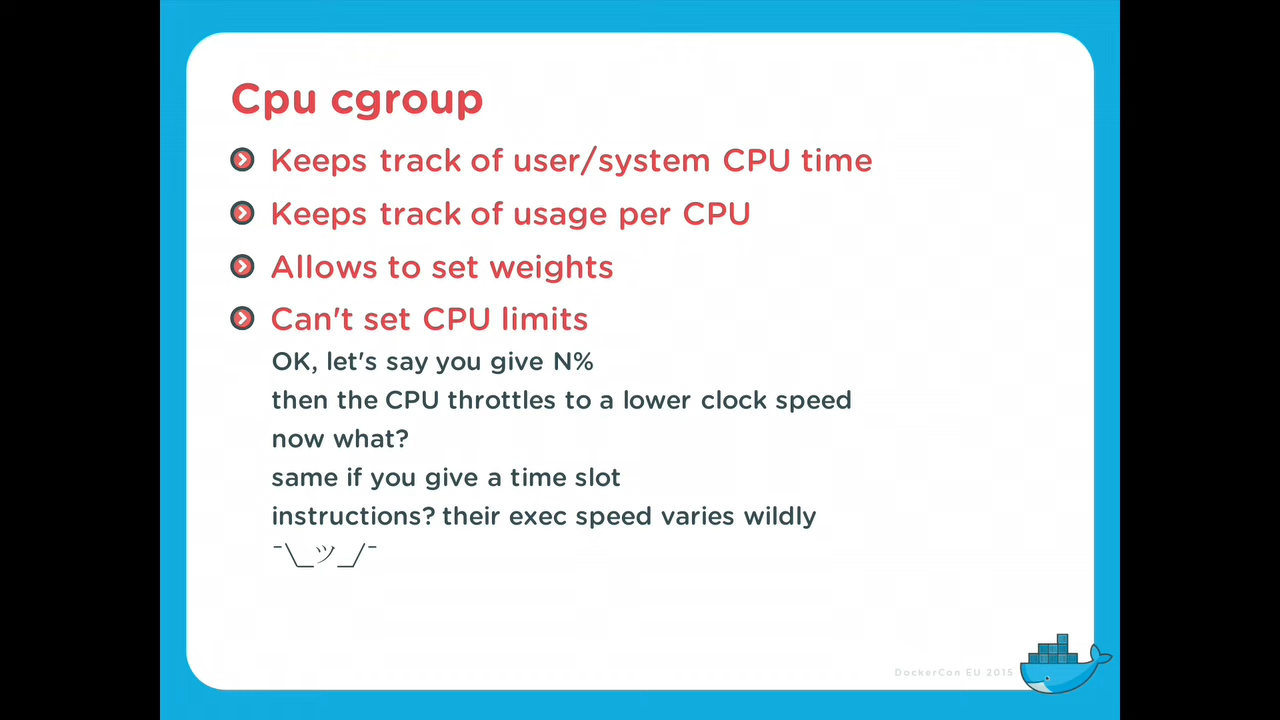 Cpu cgroup
Keeps track of user/system CPU time
Keeps track of usage per CPU
Allows to set weights
Can't set CPU limits
OK, let's say you give N%
then the CPU throttles to a lower clock speed
now what?
same if you give a time slot
instructions? their exec speed varies wildly
¯\_ツ_/¯
DockerCon EU 2015